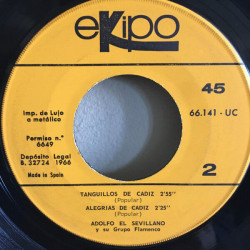 ekipo
45
Imp. de Lujo
a metálico
66.141 - UC
Permiso n.º
6649
Depósito Legal
B. 32724 1966
Made in Spain
2
TANGUILLOS DE CADIZ 2'55"
(Popular)
ALEGRIAS DE CADIZ 2'25"
(Popular)
ADOLFO EL SEVILLANO
y su Grupo Flamenco